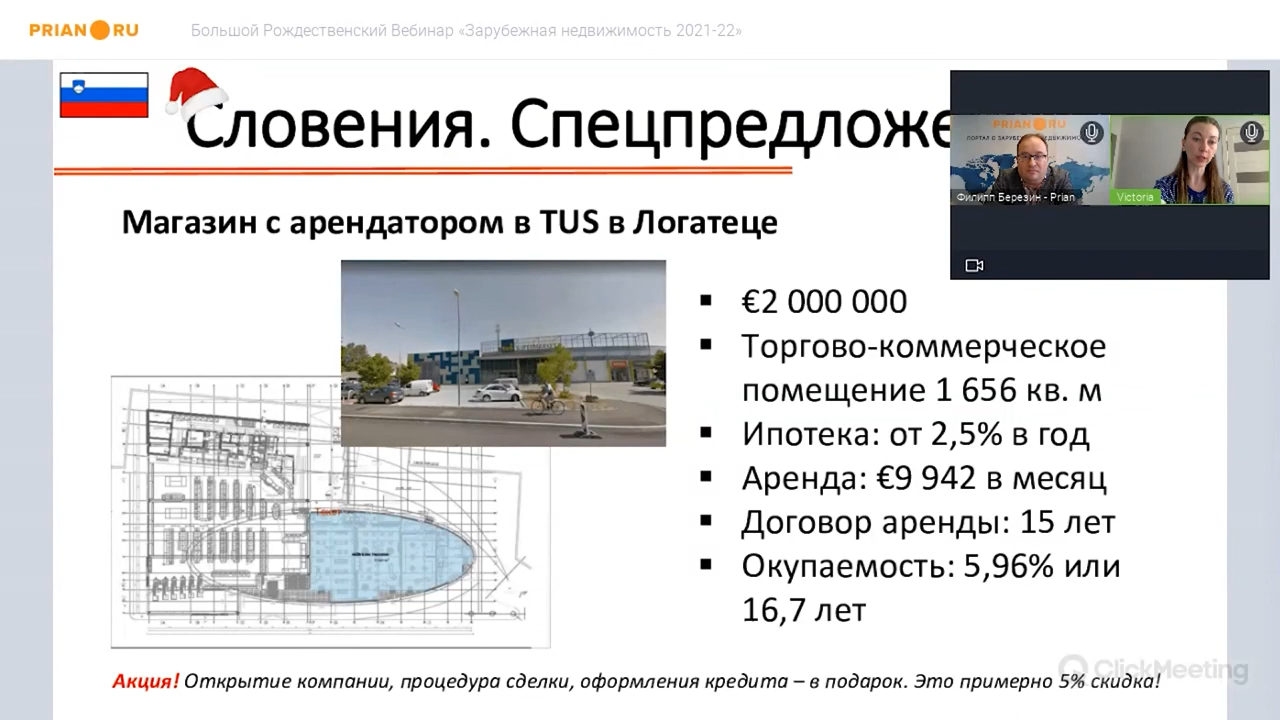 PRIAN RU
Большой Рождественский Вебинар «Зарубежная недвижимость 2021-22»
Словения. Спецпредложе
PRIAN RU
Филипп Березин - Prian
Victoria
Магазин с арендатором в TUS в Логатеце
▪ €2 000 000
▪ Торгово-коммерческое
помещение 1 656 кв. м
▪ Ипотека: от 2,5% в год
▪ Аренда: €9 942 в месяц
▪ Договор аренды: 15 лет
▪ Окупаемость: 5,96% или
16,7 лет
Акция! Открытие компании, процедура сделки, оформления кредита – в подарок. Это примерно 5% скидка!
ClickMeeting